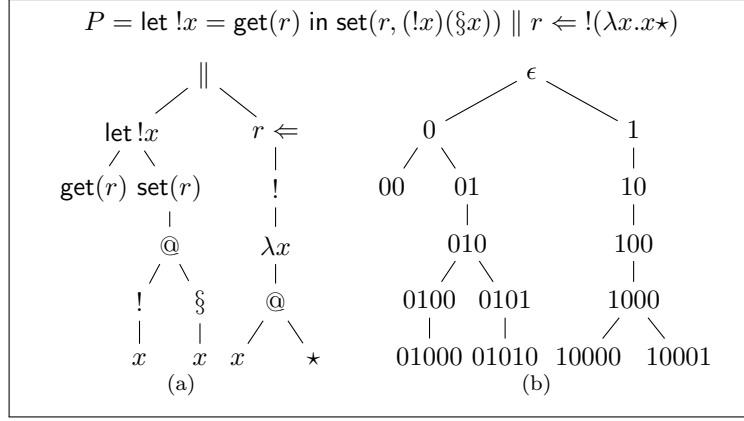 P = let !x = get(r) in set(r, (!x)(§x)) ∥ r ⇐ !(λx.x⋆)
∥ ϵ
let !x r ⇐ 0 1
get(r) set(r) ! 00 01 10
@ λx 010 100
! § @ 0100 0101 1000
x x x ⋆ 01000 01010 10000 10001
(a) (b)